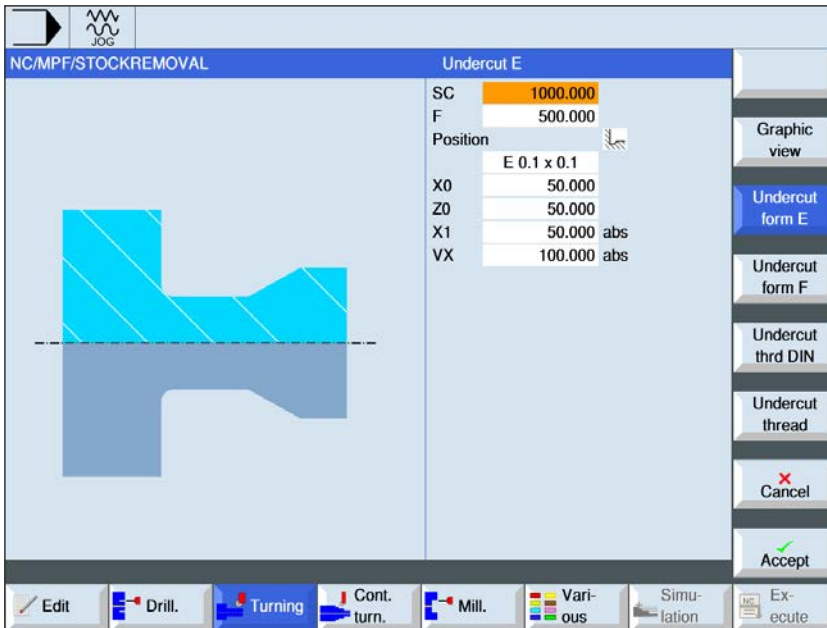 JOG
NC/MPF/STOCKREMOVAL
Undercut E
SC 1000.000
F 500.000
Position
E 0.1 x 0.1
X0 50.000
Z0 50.000
X1 50.000 abs
VX 100.000 abs
Graphic
view
Undercut
form E
Undercut
form F
Undercut
thrd DIN
Undercut
thread
Cancel
Accept
Edit
Drill.
Turning
Cont.
turn.
Mill.
Vari-
ous
Simu-
lation
NC
Ex-
ecute